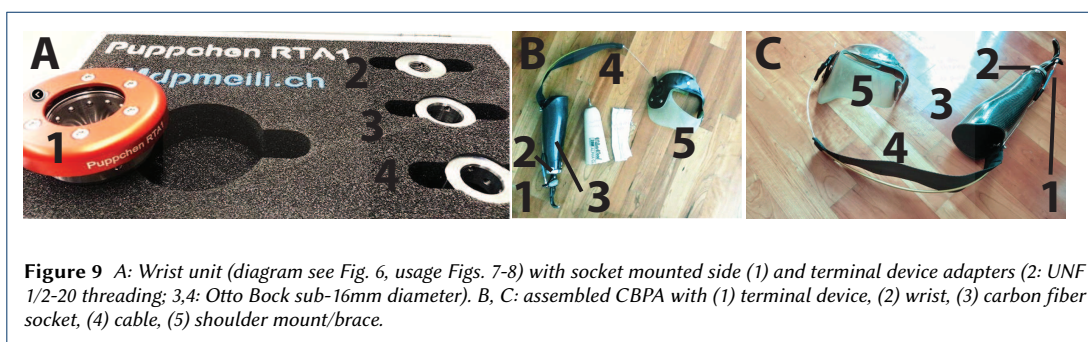 A
B
C
Puppchen RTA1
dpmeili.ch
1
Puppchen RTA1
2
3
4
4
5
2
1
3
2
5
3
4
1
Figure 9 A: Wrist unit (diagram see Fig. 6, usage Figs. 7-8) with socket mounted side (1) and terminal device adapters (2: UNF
1/2-20 threading; 3,4: Otto Bock sub-16mm diameter). B, C: assembled CBPA with (1) terminal device, (2) wrist, (3) carbon fiber
socket, (4) cable, (5) shoulder mount/brace.